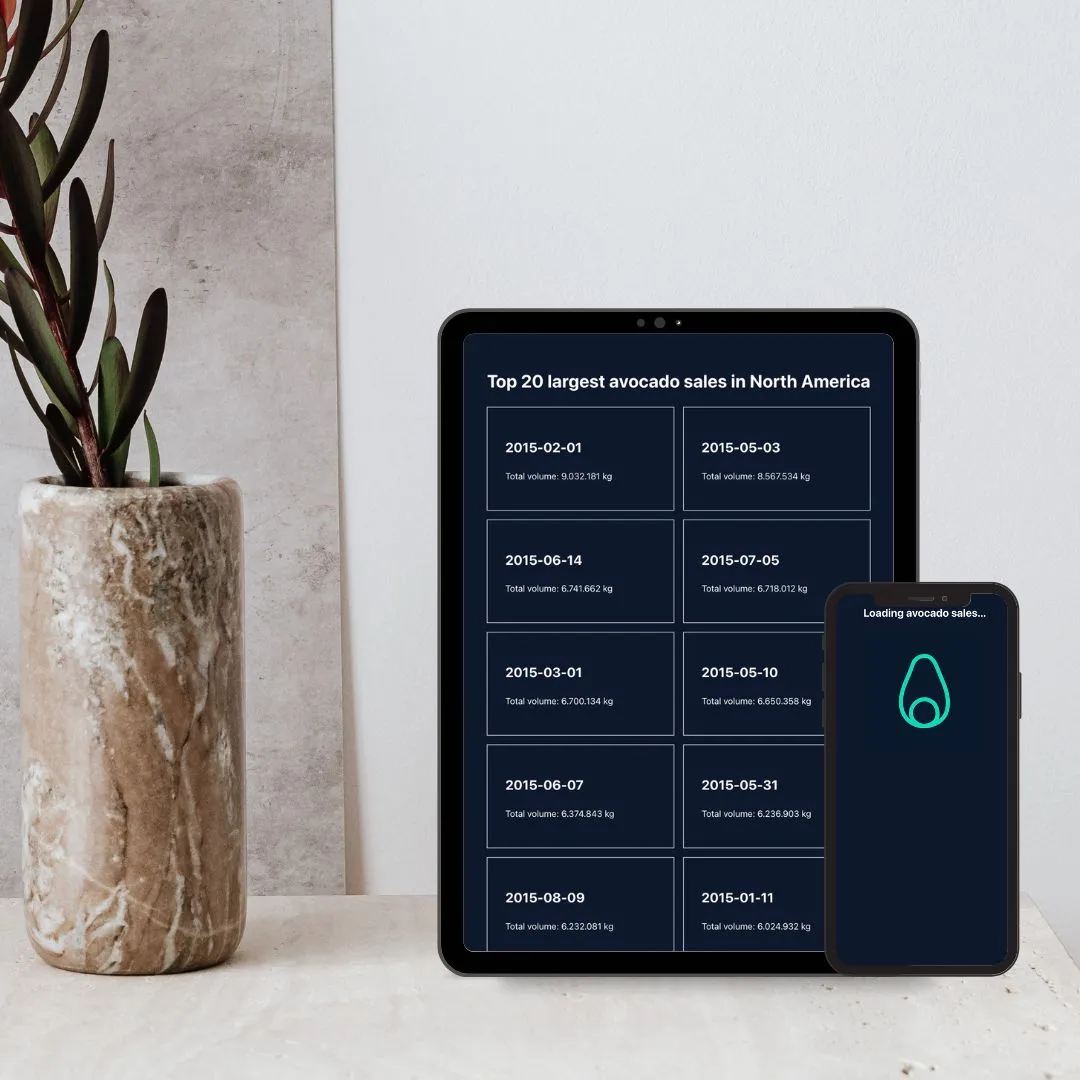 Top 20 largest avocado sales in North America
2015-02-01
Total volume: 9.032.181 kg
2015-05-03
Total volume: 8.567.534 kg
2015-06-14
Total volume: 6.741.662 kg
2015-07-05
Total volume: 6.718.012 kg
2015-03-01
Total volume: 6.700.134 kg
2015-05-10
Total volume: 6.650.358 kg
2015-06-07
Total volume: 6.374.843 kg
2015-05-31
Total volume: 6.236.903 kg
2015-08-09
Total volume: 6.232.081 kg
2015-01-11
Total volume: 6.024.932 kg
Loading avocado sales...